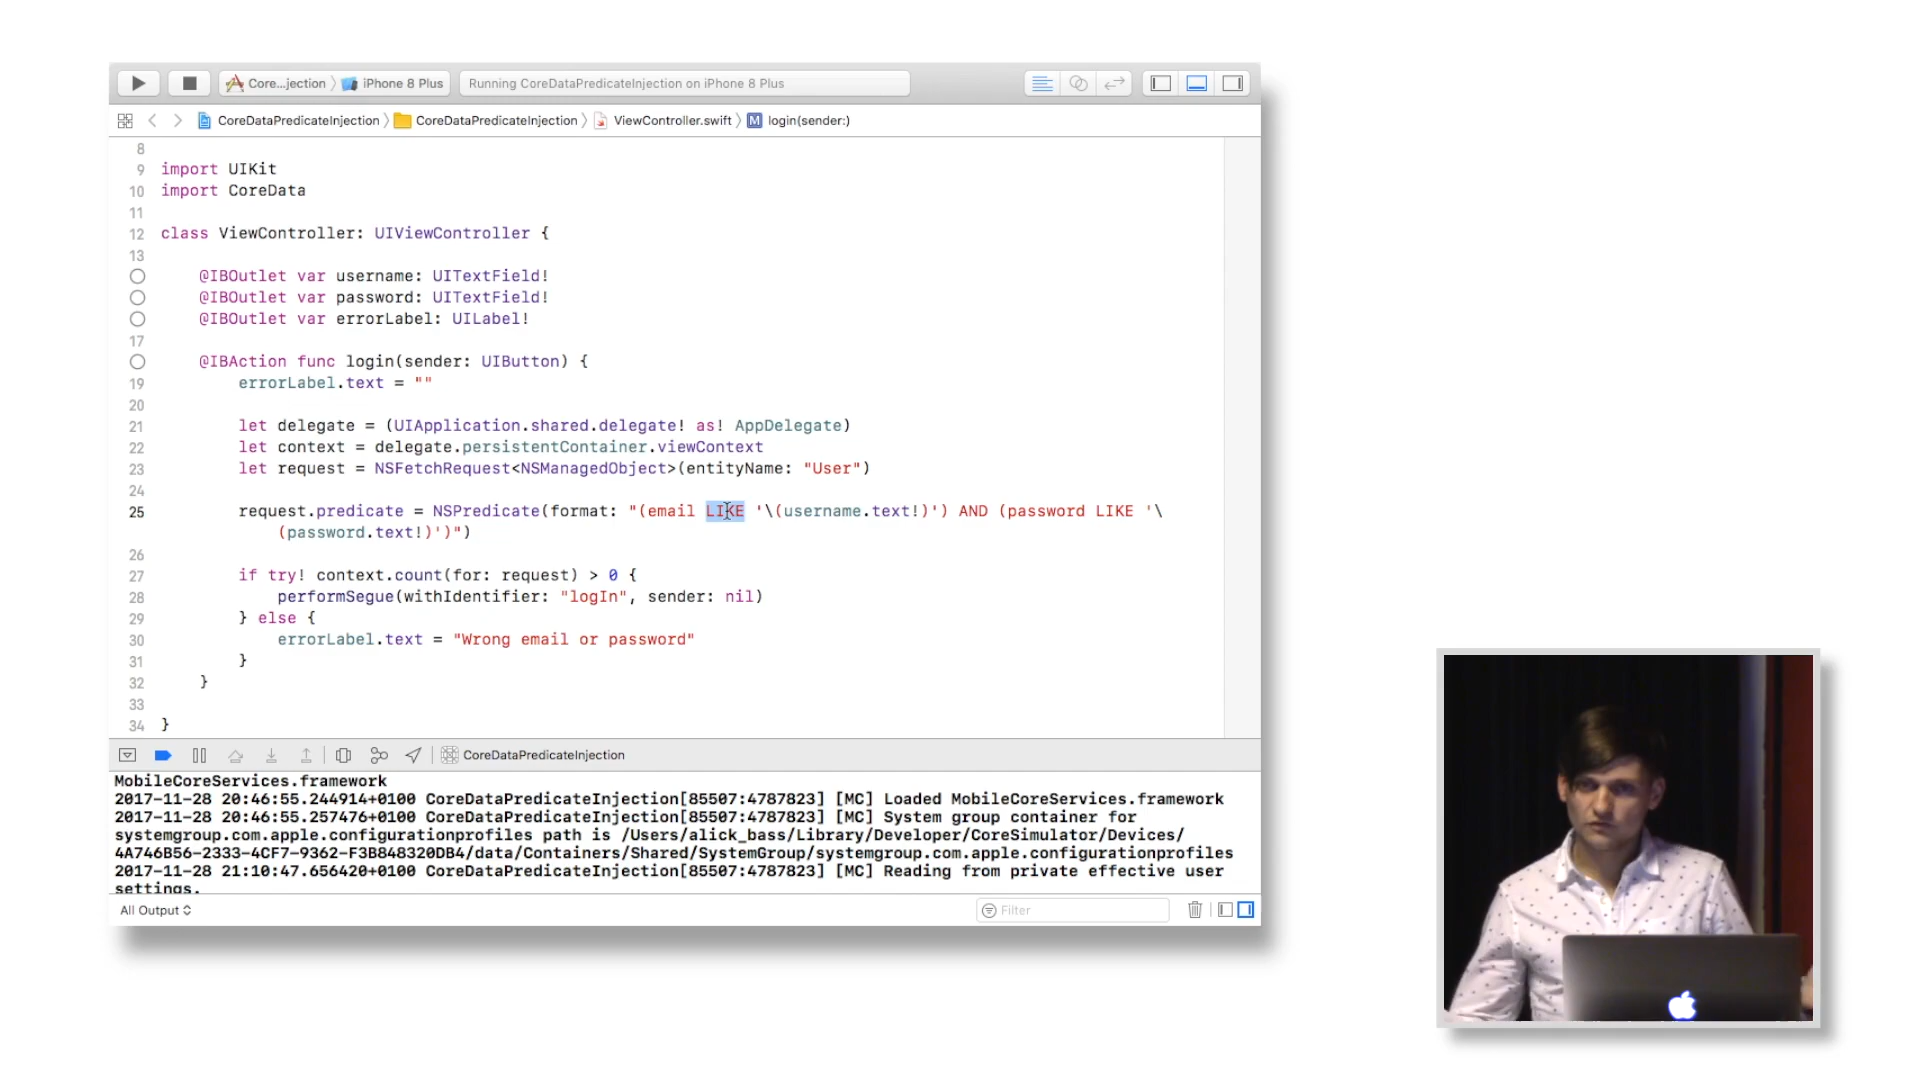 Core...jection
iPhone 8 Plus
Running CoreDataPredicateInjection on iPhone 8 Plus
CoreDataPredicateInjection
CoreDataPredicateInjection
ViewController.swift
M
login(sender:)
8
9 import UIKit
10 import CoreData
11
12 class ViewController: UIViewController {
13
@IBOutlet var username: UITextField!
@IBOutlet var password: UITextField!
@IBOutlet var errorLabel: UILabel!
17
@IBAction func login(sender: UIButton) {
19 errorLabel.text = ""
20
21 let delegate = (UIApplication.shared.delegate! as! AppDelegate)
22 let context = delegate.persistentContainer.viewContext
23 let request = NSFetchRequest<NSManagedObject>(entityName: "User")
24
25 request.predicate = NSPredicate(format: "(email LIKE '\(username.text!)') AND (password LIKE '\
(password.text!)')")
26
27 if try! context.count(for: request) > 0 {
28 performSegue(withIdentifier: "logIn", sender: nil)
29 } else {
30 errorLabel.text = "Wrong email or password"
31 }
32 }
33
34 }
CoreDataPredicateInjection
MobileCoreServices.framework
2017-11-28 20:46:55.244914+0100 CoreDataPredicateInjection[85507:4787823] [MC] Loaded MobileCoreServices.framework
2017-11-28 20:46:55.257476+0100 CoreDataPredicateInjection[85507:4787823] [MC] System group container for
systemgroup.com.apple.configurationprofiles path is /Users/alick_bass/Library/Developer/CoreSimulator/Devices/
4A746B56-2333-4CF7-9362-F3B848320DB4/data/Containers/Shared/SystemGroup/systemgroup.com.apple.configurationprofiles
2017-11-28 21:10:47.656420+0100 CoreDataPredicateInjection[85507:4787823] [MC] Reading from private effective user
settings.
All Output
Filter